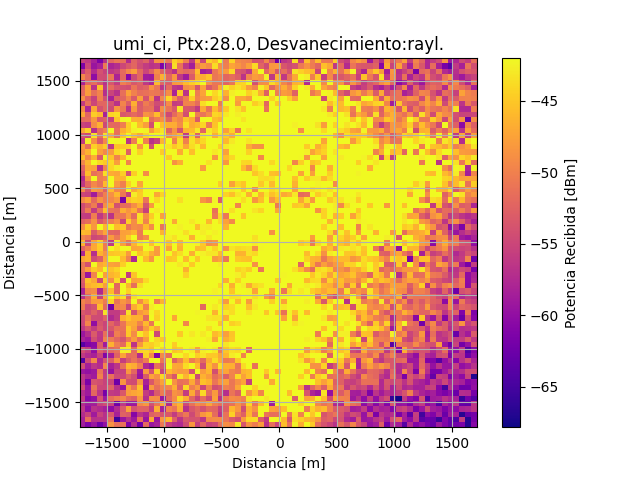 umi_ci, Ptx:28.0, Desvanecimiento:rayl.
1500
1000
500
0
−500
−1000
−1500
Distancia [m]
−1500 −1000 −500 0 500 1000 1500
Distancia [m]
−45
−50
−55
−60
−65
Potencia Recibida [dBm]